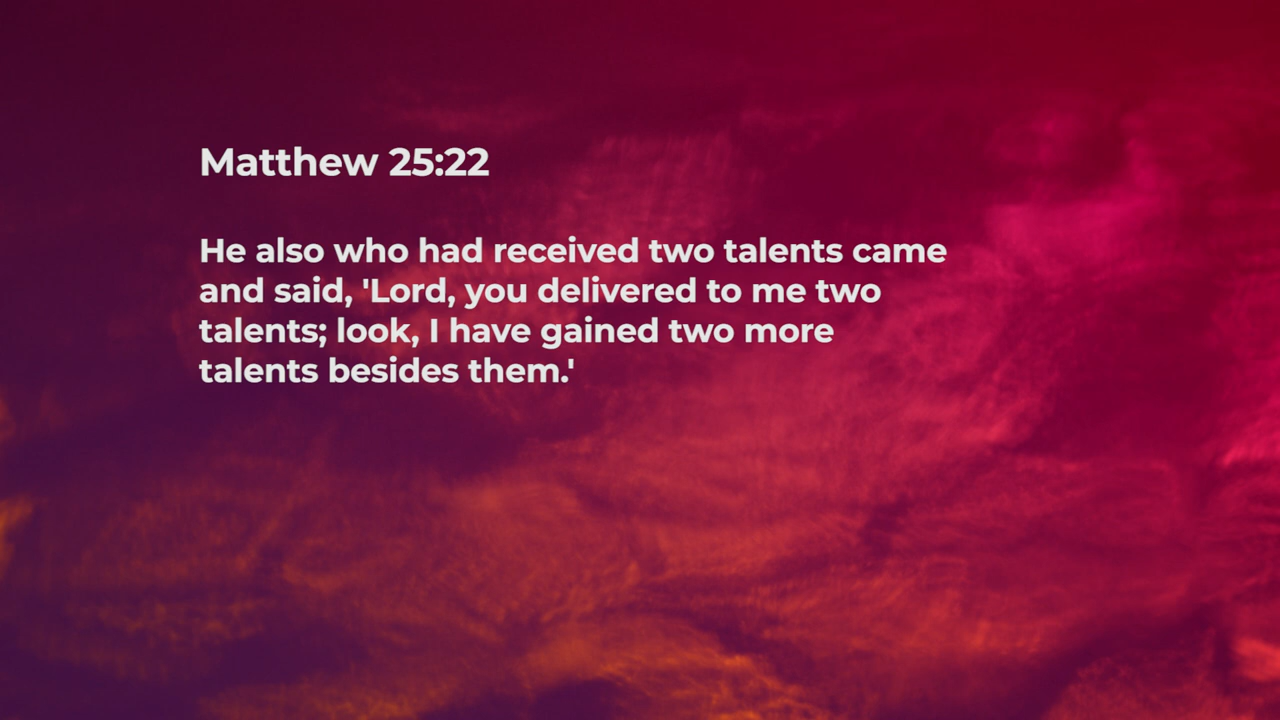 Matthew 25:22
He also who had received two talents came
and said, 'Lord, you delivered to me two
talents; look, I have gained two more
talents besides them.'